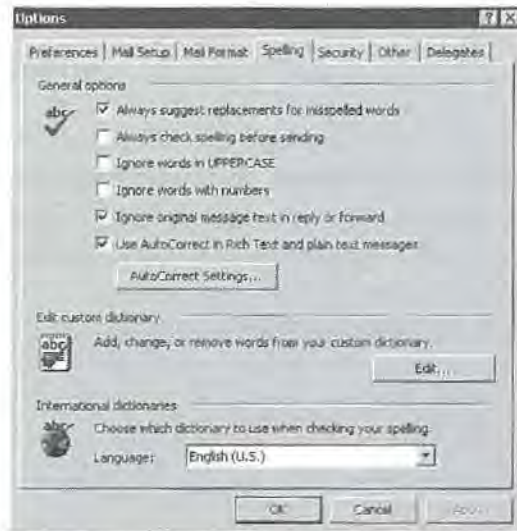 Options
Preferences Mail Setup Mail Format Spelling Security Other Delegates
General options
Always suggest replacements for misspelled words
Always check spelling before sending
Ignore words in UPPERCASE
Ignore words with numbers
Ignore original message text in reply or forward
Use AutoCorrect in Rich Text and plain text messages
AutoCorrect Settings...
Edit custom dictionary
Add, change, or remove words from your custom dictionary.
Edit...
International dictionaries
Choose which dictionary to use when checking your spelling
Language: English (U.S.)
OK Cancel Apply